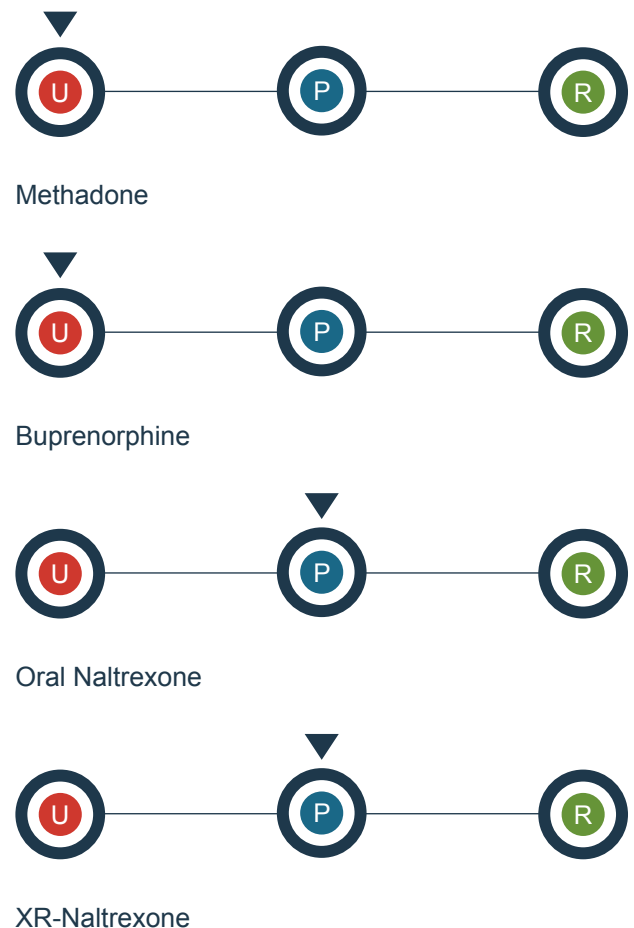 U P R
Methadone
U P R
Buprenorphine
U P R
Oral Naltrexone
U P R
XR-Naltrexone